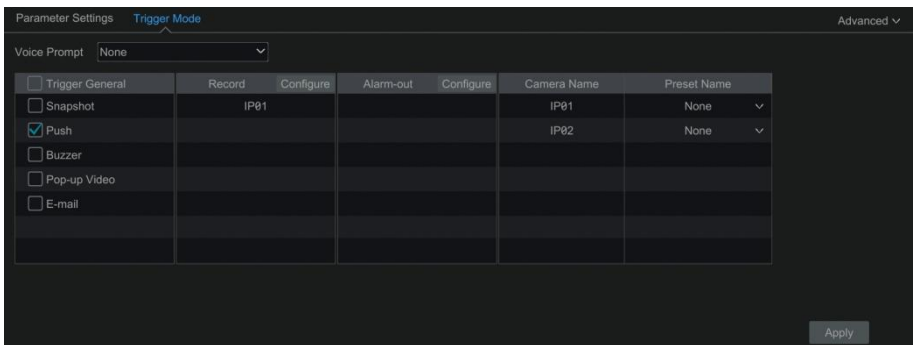 Parameter Settings Trigger Mode Advanced
Voice Prompt None
Trigger General Record Configure Alarm-out Configure Camera Name Preset Name
Snapshot IP01 IP01 None
Push IP02 None
Buzzer
Pop-up Video
E-mail
Apply